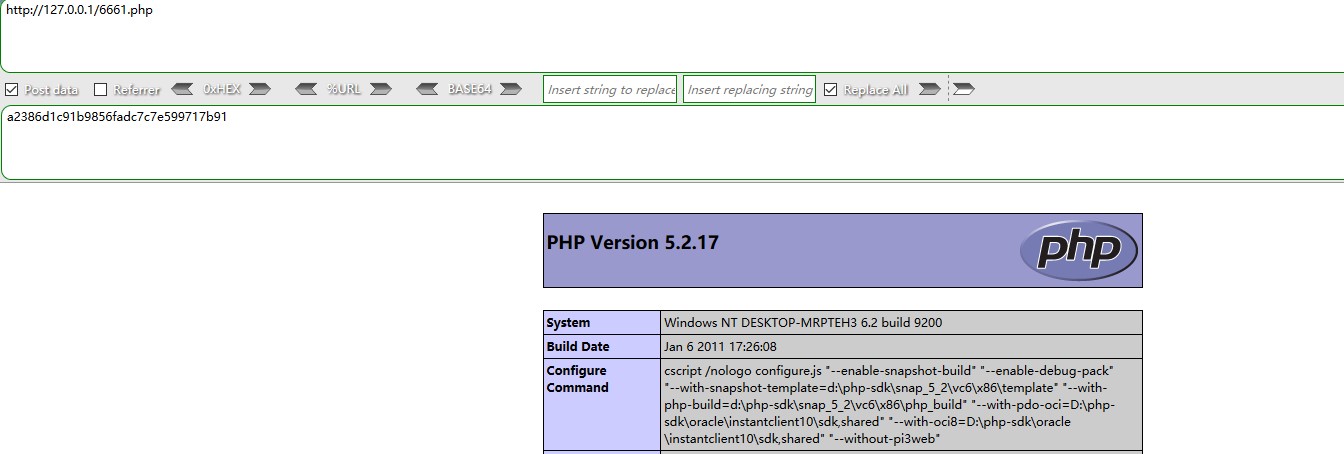 http://127.0.0.1/6661.php
Post data Referrer 0xHEX %URL BASE64 Insert string to replace Insert replacing string Replace All
a2386d1c91b9856fadc7c7e599717b91
PHP Version 5.2.17
php
System Windows NT DESKTOP-MRPTEH3 6.2 build 9200
Build Date Jan 6 2011 17:26:08
Configure Command cscript /nologo configure.js "--enable-snapshot-build" "--enable-debug-pack"
"--with-snapshot-template=d:\php-sdk\snap_5_2\vc6\x86\template" "--with-
php-build=d:\php-sdk\snap_5_2\vc6\x86\php_build" "--with-pdo-oci=D:\php-
sdk\oracle\instantclient10\sdk,shared" "--with-oci8=D:\php-sdk\oracle
\instantclient10\sdk,shared" "--without-pi3web"